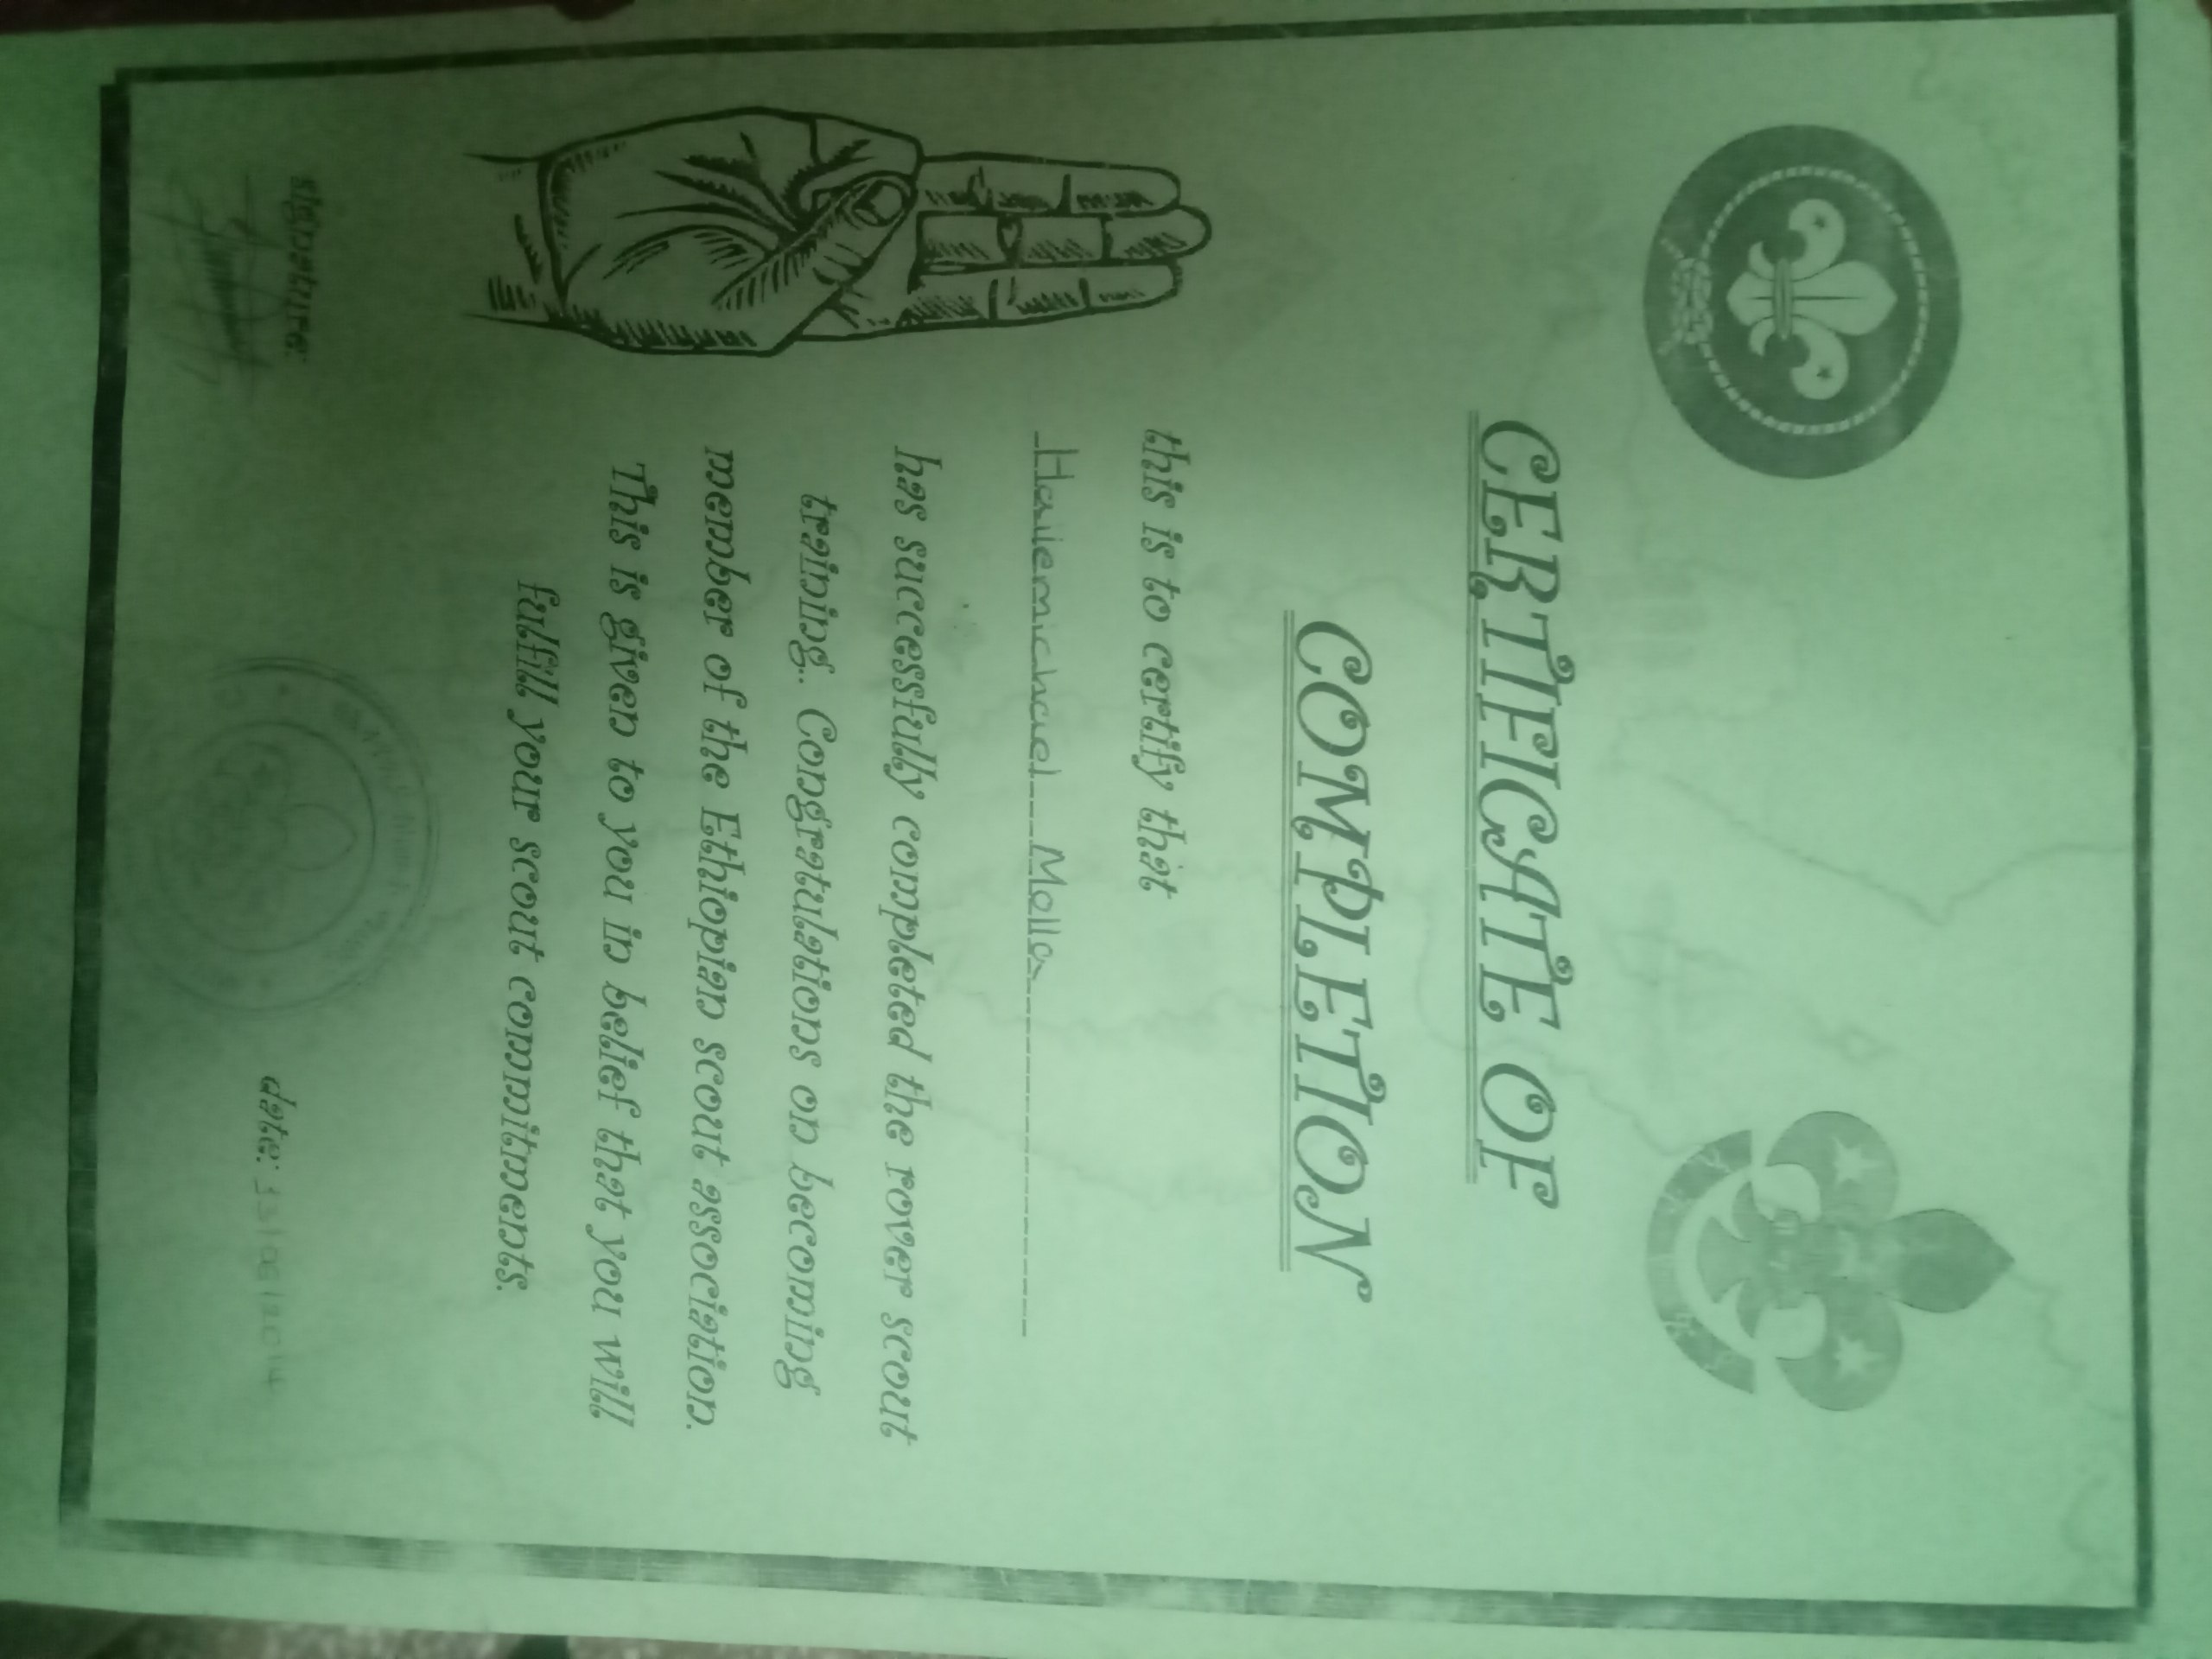 CERTIFICATE OF
COMPLETION
this is to certify that
Hailemichael Molla
has successfully completed the rover scout
training.. Congratulations on becoming
member of the Ethiopian scout association.
This is given to you in belief that you will
fulfill your scout commitments.
signature:
date: